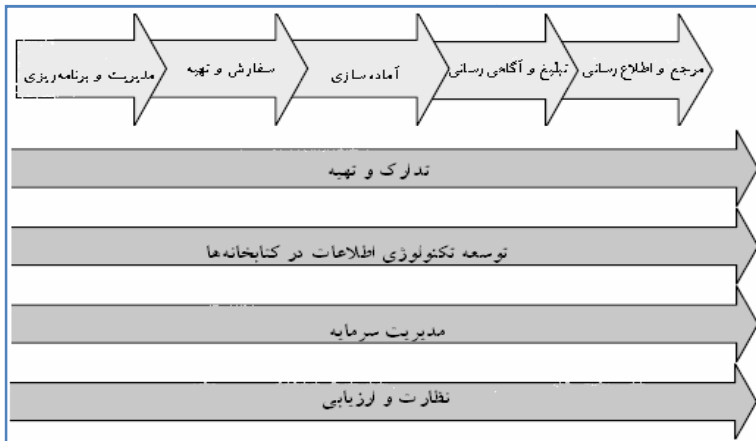 مدیریت و برنامه‌ریزی
سفارش و تهیه
آماده سازی
تبلیغ و آگاهی رسانی
مرجع و اطلاع رسانی
تدارک و تهیه
توسعه تکنولوژی اطلاعات در کتابخانه‌ها
مدیریت سرمایه
نظارت و ارزیابی